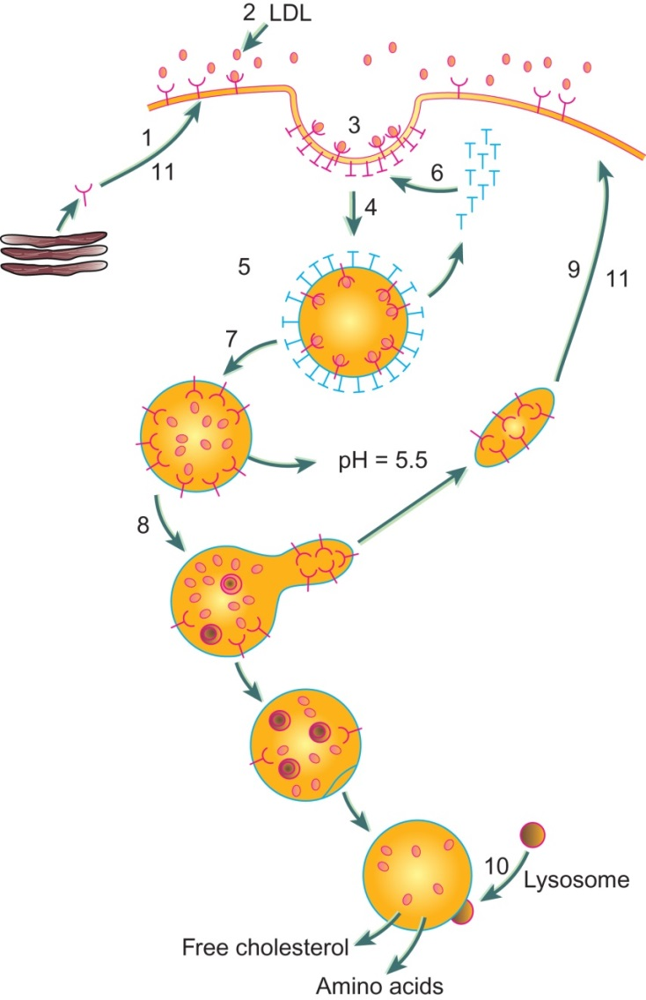 2 LDL
3
1
11
6
4
5
9
11
7
pH = 5.5
8
10
Lysosome
Free cholesterol
Amino acids